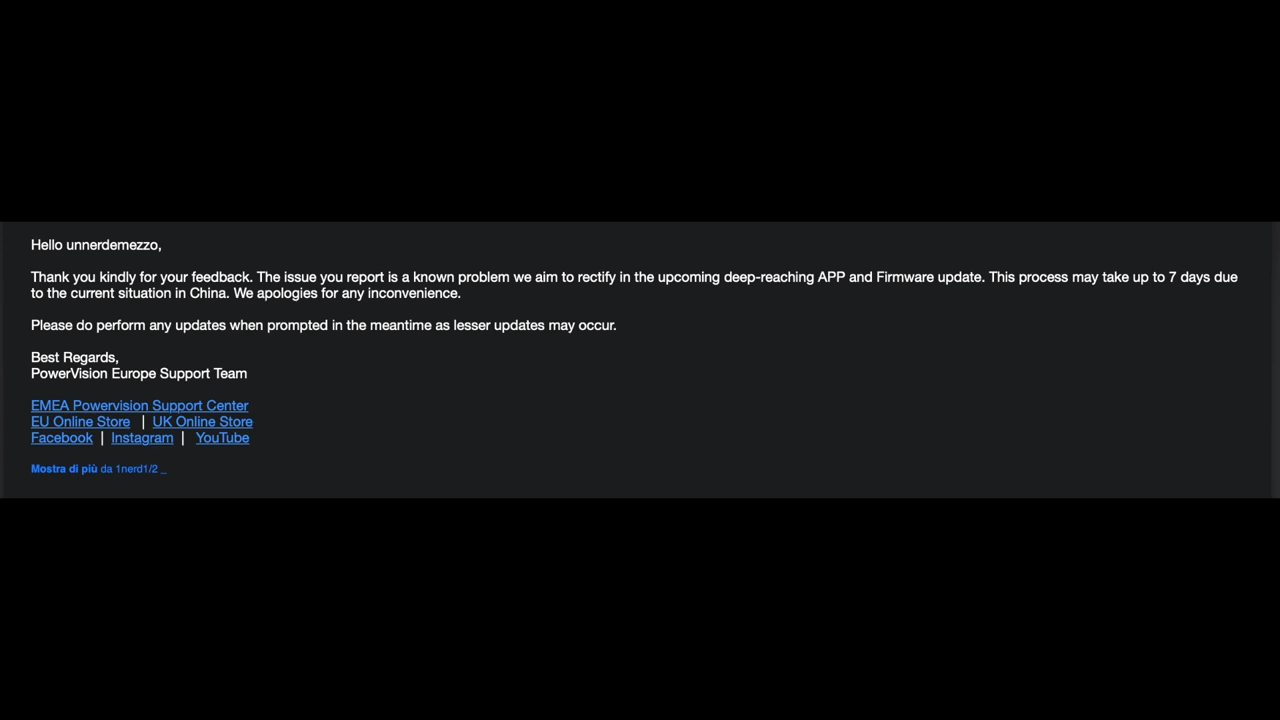 Hello unnerdemezzo,
Thank you kindly for your feedback. The issue you report is a known problem we aim to rectify in the upcoming deep-reaching APP and Firmware update. This process may take up to 7 days due
to the current situation in China. We apologies for any inconvenience.
Please do perform any updates when prompted in the meantime as lesser updates may occur.
Best Regards,
PowerVision Europe Support Team
EMEA Powervision Support Center
EU Online Store | UK Online Store
Facebook | Instagram | YouTube
Mostra di più da 1nerd1/2 _